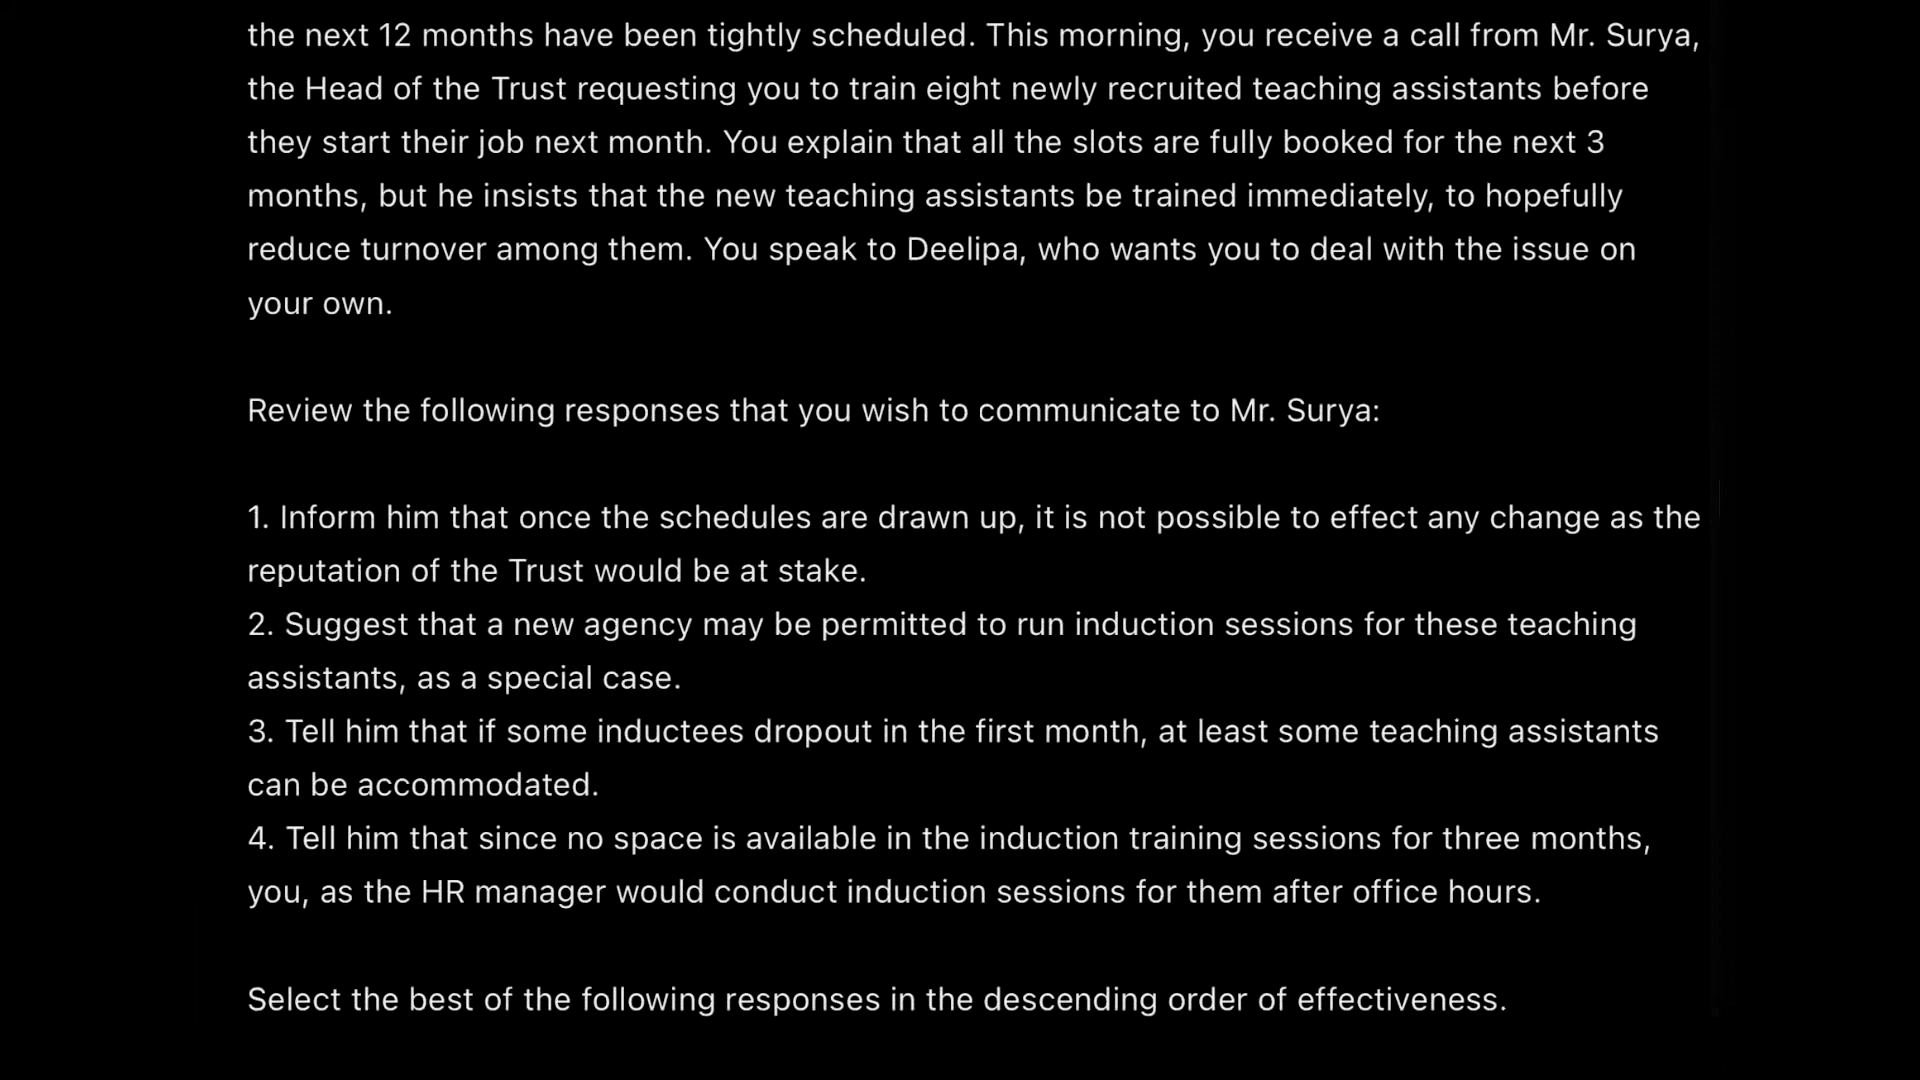 the next 12 months have been tightly scheduled. This morning, you receive a call from Mr. Surya,
the Head of the Trust requesting you to train eight newly recruited teaching assistants before
they start their job next month. You explain that all the slots are fully booked for the next 3
months, but he insists that the new teaching assistants be trained immediately, to hopefully
reduce turnover among them. You speak to Deelipa, who wants you to deal with the issue on
your own.
Review the following responses that you wish to communicate to Mr. Surya:
1. Inform him that once the schedules are drawn up, it is not possible to effect any change as the
reputation of the Trust would be at stake.
2. Suggest that a new agency may be permitted to run induction sessions for these teaching
assistants, as a special case.
3. Tell him that if some inductees dropout in the first month, at least some teaching assistants
can be accommodated.
4. Tell him that since no space is available in the induction training sessions for three months,
you, as the HR manager would conduct induction sessions for them after office hours.
Select the best of the following responses in the descending order of effectiveness.